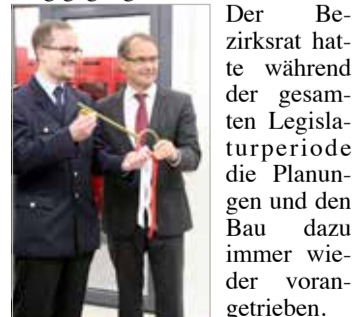 Der Be-
zirksrat hat-
te während
der gesam-
ten Legisla-
turperiode
die Planun-
gen und den
Bau dazu
immer wie-
der voran-
getrieben.